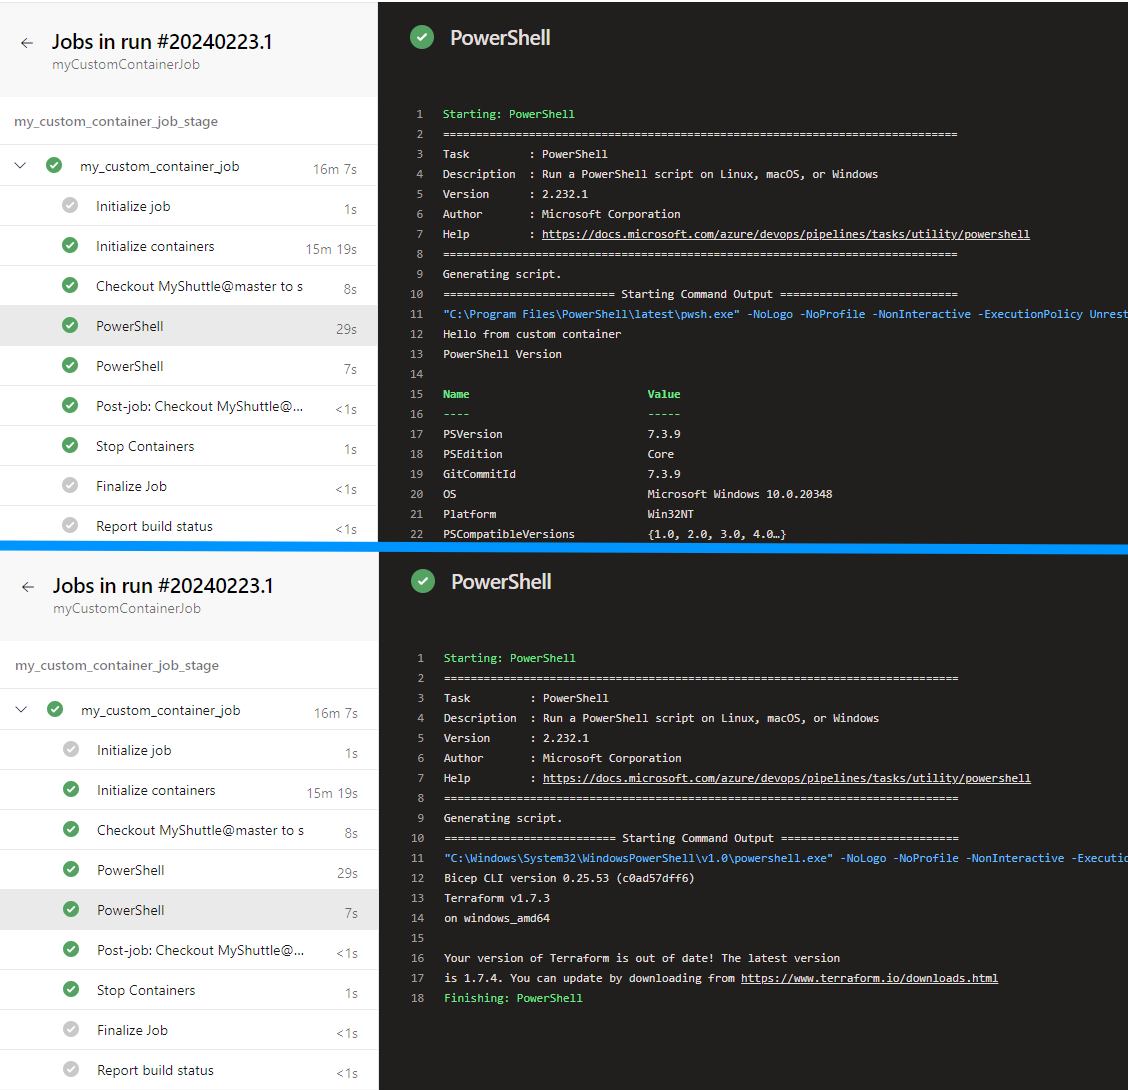 Jobs in run #20240223.1
myCustomContainerJob
my_custom_container_job_stage
my_custom_container_job 16m 7s
Initialize job 1s
Initialize containers 15m 19s
Checkout MyShuttle@master to s 8s
PowerShell 29s
PowerShell 7s
Post-job: Checkout MyShuttle@... <1s
Stop Containers 1s
Finalize Job <1s
Report build status <1s
PowerShell
1 Starting: PowerShell
2 ==============================================================================
3 Task         : PowerShell
4 Description  : Run a PowerShell script on Linux, macOS, or Windows
5 Version      : 2.232.1
6 Author       : Microsoft Corporation
7 Help         : https://docs.microsoft.com/azure/devops/pipelines/tasks/utility/powershell
8 ==============================================================================
9 Generating script.
10 ========================== Starting Command Output ===========================
11 "C:\Program Files\PowerShell\latest\pwsh.exe" -NoLogo -NoProfile -NonInteractive -ExecutionPolicy Unrest
12 Hello from custom container
13 PowerShell Version
14
15 Name                           Value
16 ----                           -----
17 PSVersion                      7.3.9
18 PSEdition                      Core
19 GitCommitId                    7.3.9
20 OS                             Microsoft Windows 10.0.20348
21 Platform                       Win32NT
22 PSCompatibleVersions           {1.0, 2.0, 3.0, 4.0…}
Jobs in run #20240223.1
myCustomContainerJob
my_custom_container_job_stage
my_custom_container_job 16m 7s
Initialize job 1s
Initialize containers 15m 19s
Checkout MyShuttle@master to s 8s
PowerShell 29s
PowerShell 7s
Post-job: Checkout MyShuttle@... <1s
Stop Containers 1s
Finalize Job <1s
Report build status <1s
PowerShell
1 Starting: PowerShell
2 ==============================================================================
3 Task         : PowerShell
4 Description  : Run a PowerShell script on Linux, macOS, or Windows
5 Version      : 2.232.1
6 Author       : Microsoft Corporation
7 Help         : https://docs.microsoft.com/azure/devops/pipelines/tasks/utility/powershell
8 ==============================================================================
9 Generating script.
10 ========================== Starting Command Output ===========================
11 "C:\Windows\System32\WindowsPowerShell\v1.0\powershell.exe" -NoLogo -NoProfile -NonInteractive -Executio
12 Bicep CLI version 0.25.53 (c0ad57dff6)
13 Terraform v1.7.3
14 on windows_amd64
15
16 Your version of Terraform is out of date! The latest version
17 is 1.7.4. You can update by downloading from https://www.terraform.io/downloads.html
18 Finishing: PowerShell